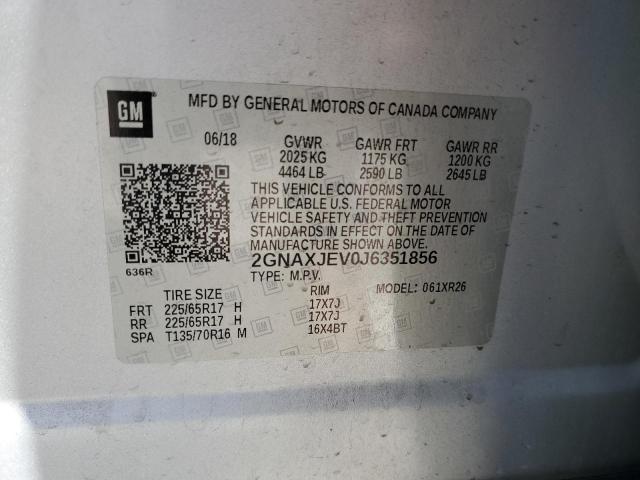 GM
MFD BY GENERAL MOTORS OF CANADA COMPANY
06/18 GVWR GAWR FRT GAWR RR
2025 KG 1175 KG 1200 KG
4464 LB 2590 LB 2645 LB
THIS VEHICLE CONFORMS TO ALL
APPLICABLE U.S. FEDERAL MOTOR
VEHICLE SAFETY AND THEFT PREVENTION
STANDARDS IN EFFECT ON THE DATE OF
MANUFACTURE SHOWN ABOVE.
636R 2GNAXJEV0J6351856
TYPE: M.P.V. MODEL: 061XR26
TIRE SIZE RIM
FRT 225/65R17 H 17X7J
RR 225/65R17 H 17X7J
SPA T135/70R16 M 16X4BT